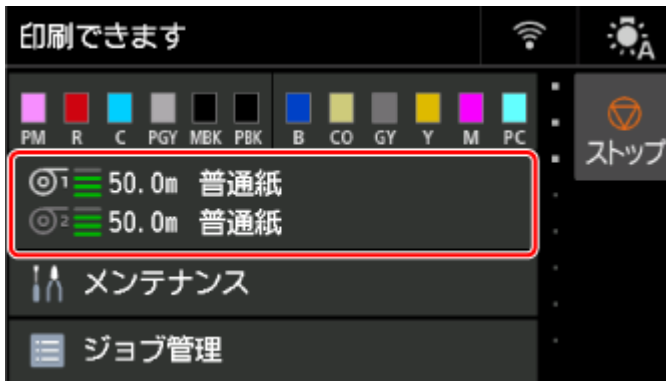 印刷できます
A
PM R C PGY MBK PBK B CO GY Y M PC
ストップ
1 50.0m 普通紙
2 50.0m 普通紙
メンテナンス
ジョブ管理